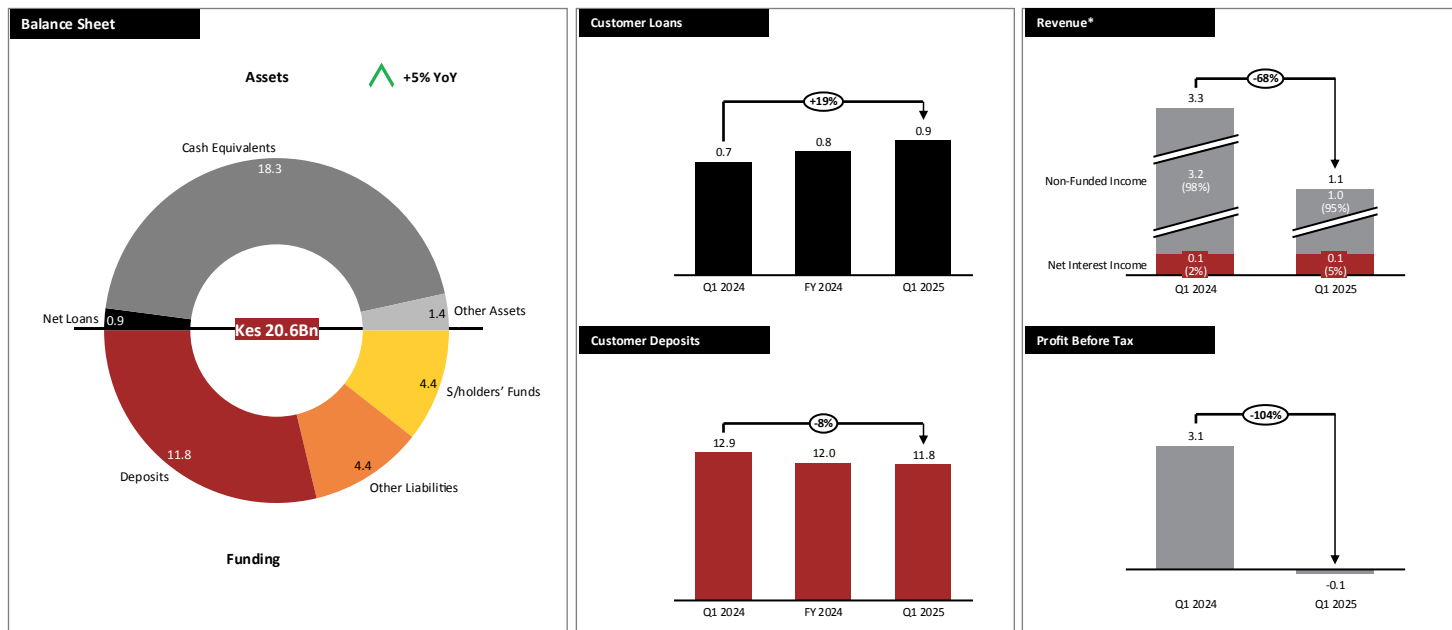 Balance Sheet
Assets
+5% YoY
Cash Equivalents
18.3
Net Loans
0.9
Other Assets
1.4
Kes 20.6Bn
S/holders’ Funds
4.4
Deposits
11.8
Other Liabilities
4.4
Funding
Customer Loans
+19%
0.7
0.8
0.9
Q1 2024
FY 2024
Q1 2025
Customer Deposits
-8%
12.9
12.0
11.8
Q1 2024
FY 2024
Q1 2025
Revenue*
-68%
3.3
1.1
Non-Funded Income
3.2
(98%)
1.0
(95%)
Net Interest Income
0.1
(2%)
0.1
(5%)
Q1 2024
Q1 2025
Profit Before Tax
-104%
3.1
-0.1
Q1 2024
Q1 2025